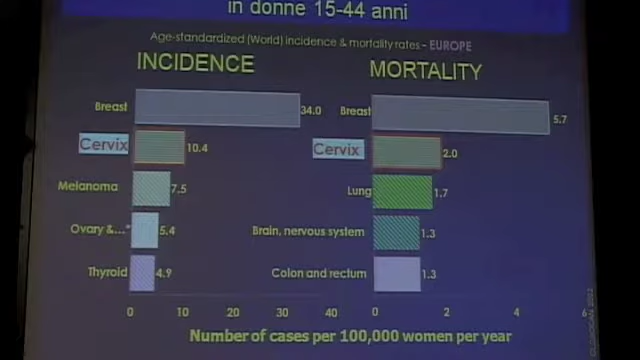 in donne 15-44 anni
Age-standardized (World) incidence & mortality rates - EUROPE
INCIDENCE
Breast 34.0
Cervix 10.4
Melanoma 7.5
Ovary &..." 5.4
Thyroid 4.9
0 10 20 30 40
MORTALITY
Breast 5.7
Cervix 2.0
Lung 1.7
Brain, nervous system 1.3
Colon and rectum 1.3
0 2 4 6
Number of cases per 100,000 women per year